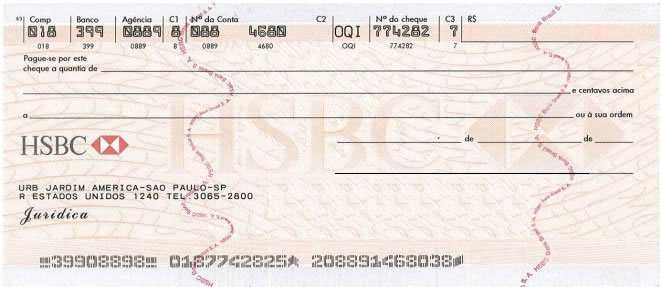 63 Comp Banco Agência C1 Nº da Conta C2 Nº do cheque C3 R$
018 399 0889 8 088 4680 OQI 774282 7
018 399 0889 8 0889 4680 OQI 774282 7
Pague-se por este
cheque a quantia de
e centavos acima
a ou à sua ordem
HSBC
HSBC
de de
URB JARDIM AMERICA-SAO PAULO-SP
R ESTADOS UNIDOS 1240 TEL 3065-2800
Jurídica
39908898 0187742825 208891468038